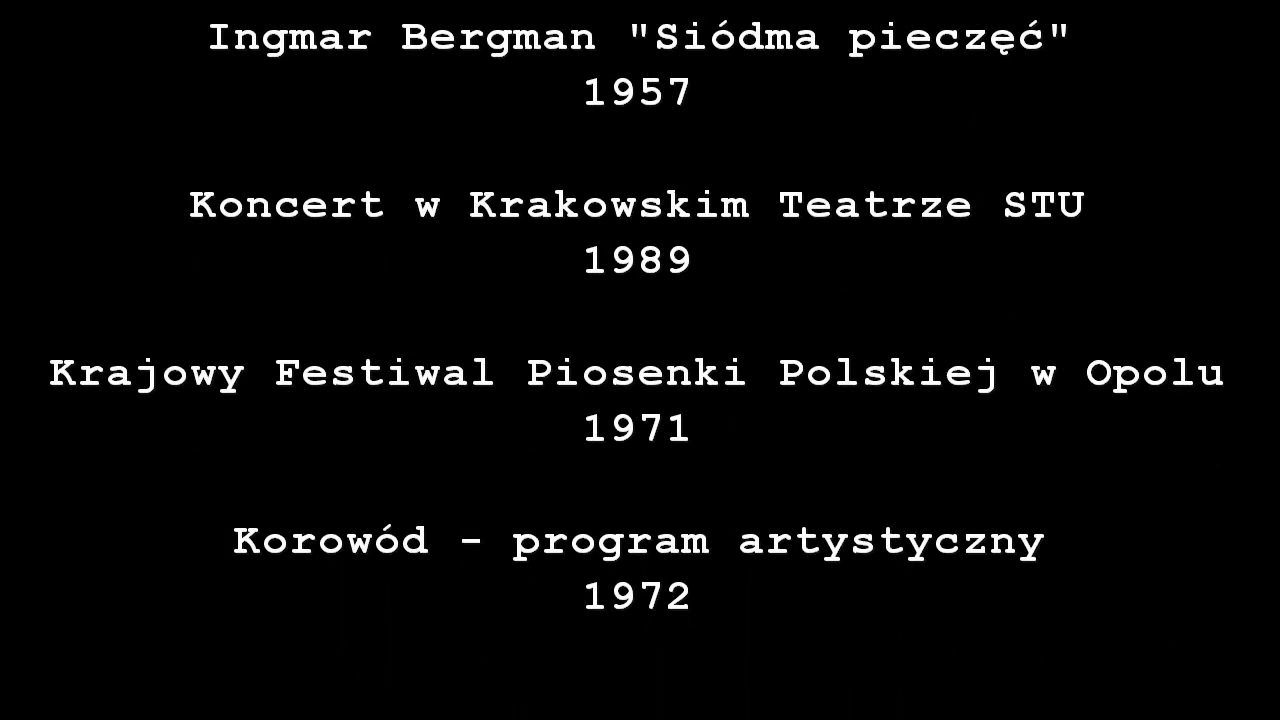 Ingmar Bergman "Siódma pieczęć"
1957
Koncert w Krakowskim Teatrze STU
1989
Krajowy Festiwal Piosenki Polskiej w Opolu
1971
Korowód - program artystyczny
1972